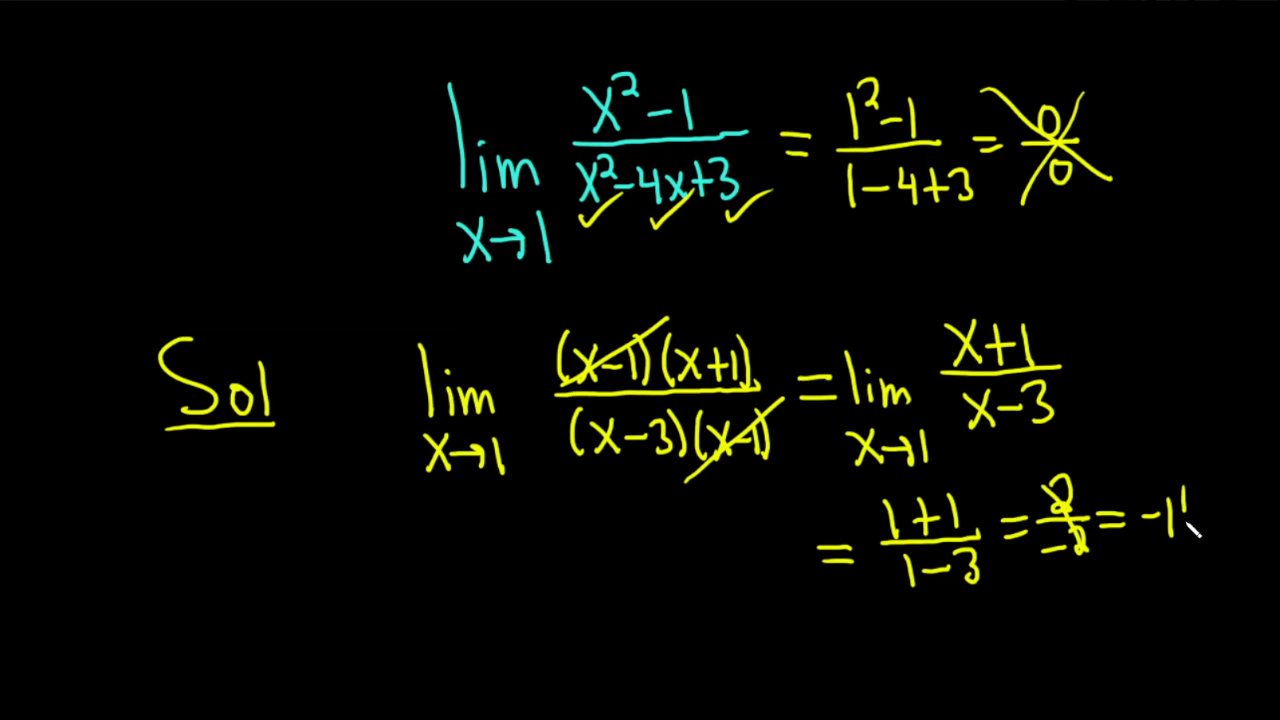 lim x→1 (x²-1)/(x²-4x+3) = (1²-1)/(1-4+3) = 0/0
Sol lim x→1 ((x-1)(x+1))/((x-3)(x-1)) = lim x→1 (x+1)/(x-3)
= (1+1)/(1-3) = 2/-2 = -1